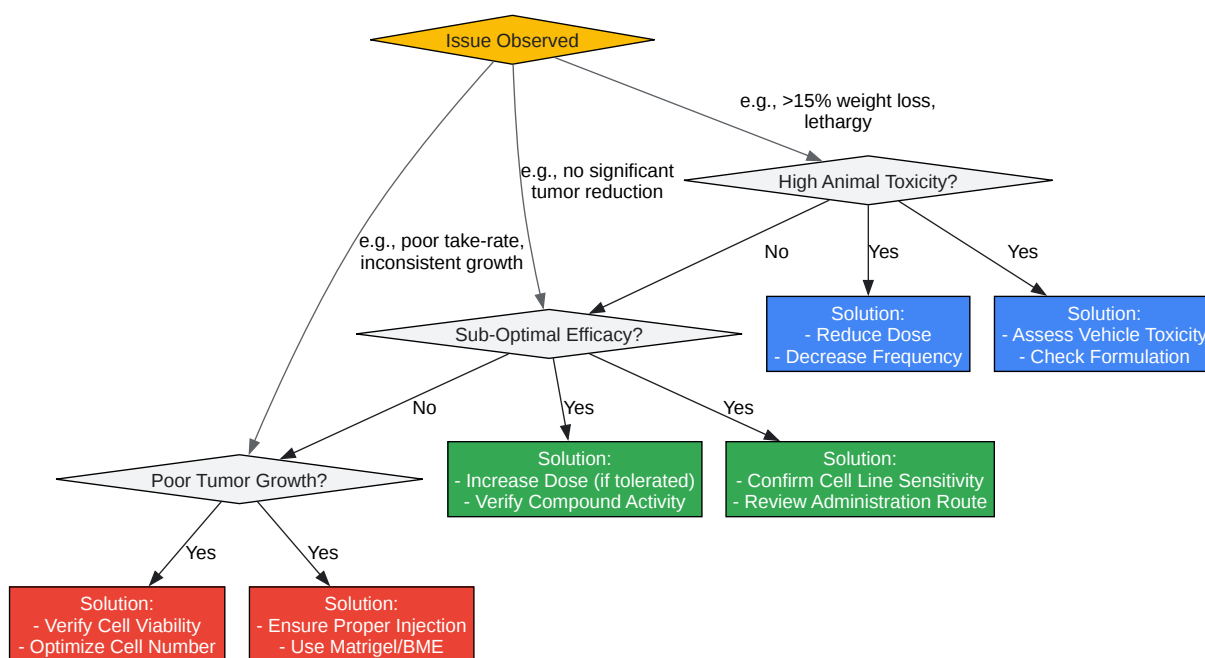 Issue Observed
e.g., >15% weight loss,
lethargy
e.g., no significant
tumor reduction
High Animal Toxicity?
e.g., poor take-rate,
inconsistent growth
No
Yes
Yes
Solution:
- Reduce Dose
- Decrease Frequency
Solution:
- Assess Vehicle Toxicity
- Check Formulation
Sub-Optimal Efficacy?
No
Yes
Yes
Solution:
- Increase Dose (if tolerated)
- Verify Compound Activity
Solution:
- Confirm Cell Line Sensitivity
- Review Administration Route
Poor Tumor Growth?
Yes
Yes
Solution:
- Verify Cell Viability
- Optimize Cell Number
Solution:
- Ensure Proper Injection
- Use Matrigel/BME